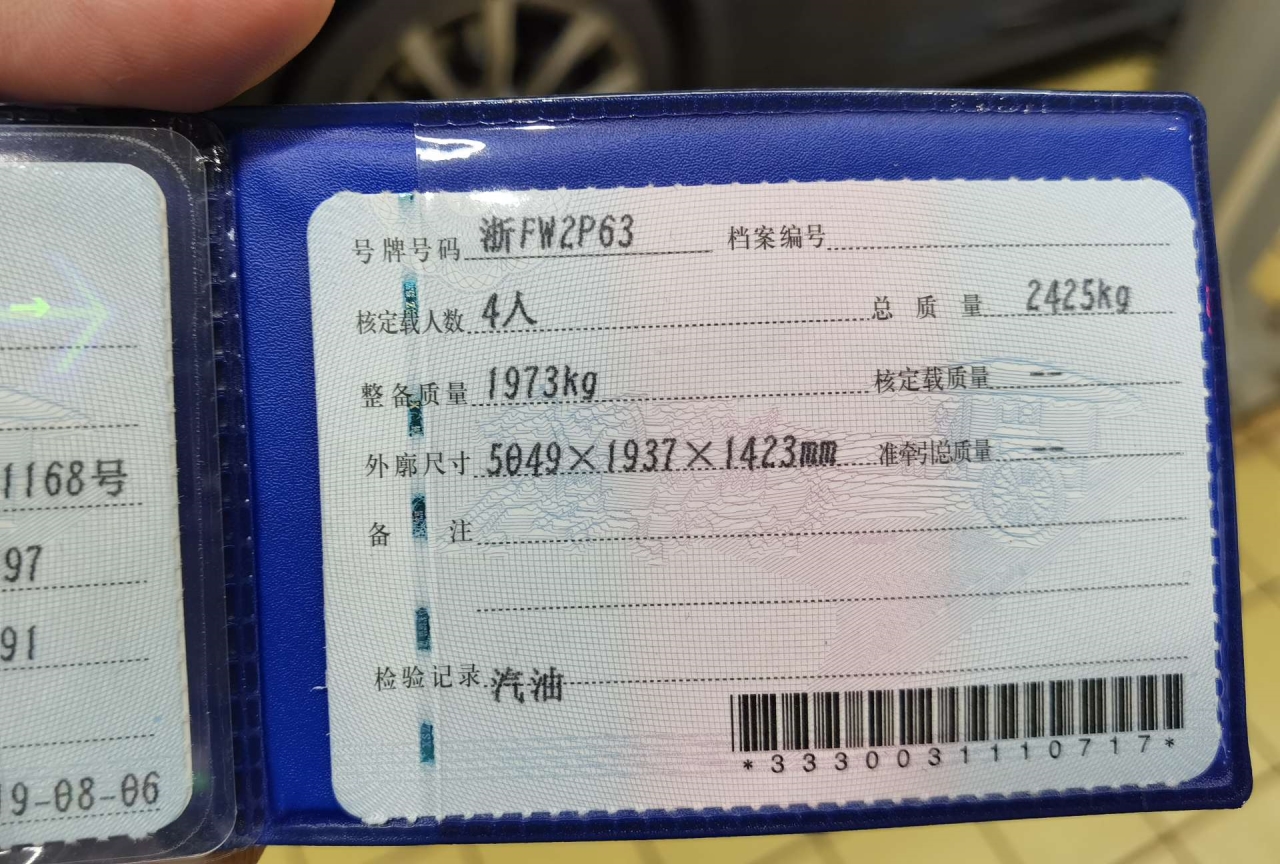 1168号
97
91
19-08-06
号牌号码 浙FW2P63 档案编号
核定载人数 4人 总质量 2425kg
整备质量 1973kg 核定载质量 --
外廓尺寸 5049×1937×1423mm 准牵引总质量 --
备注
检验记录 汽油
*3330031110717*